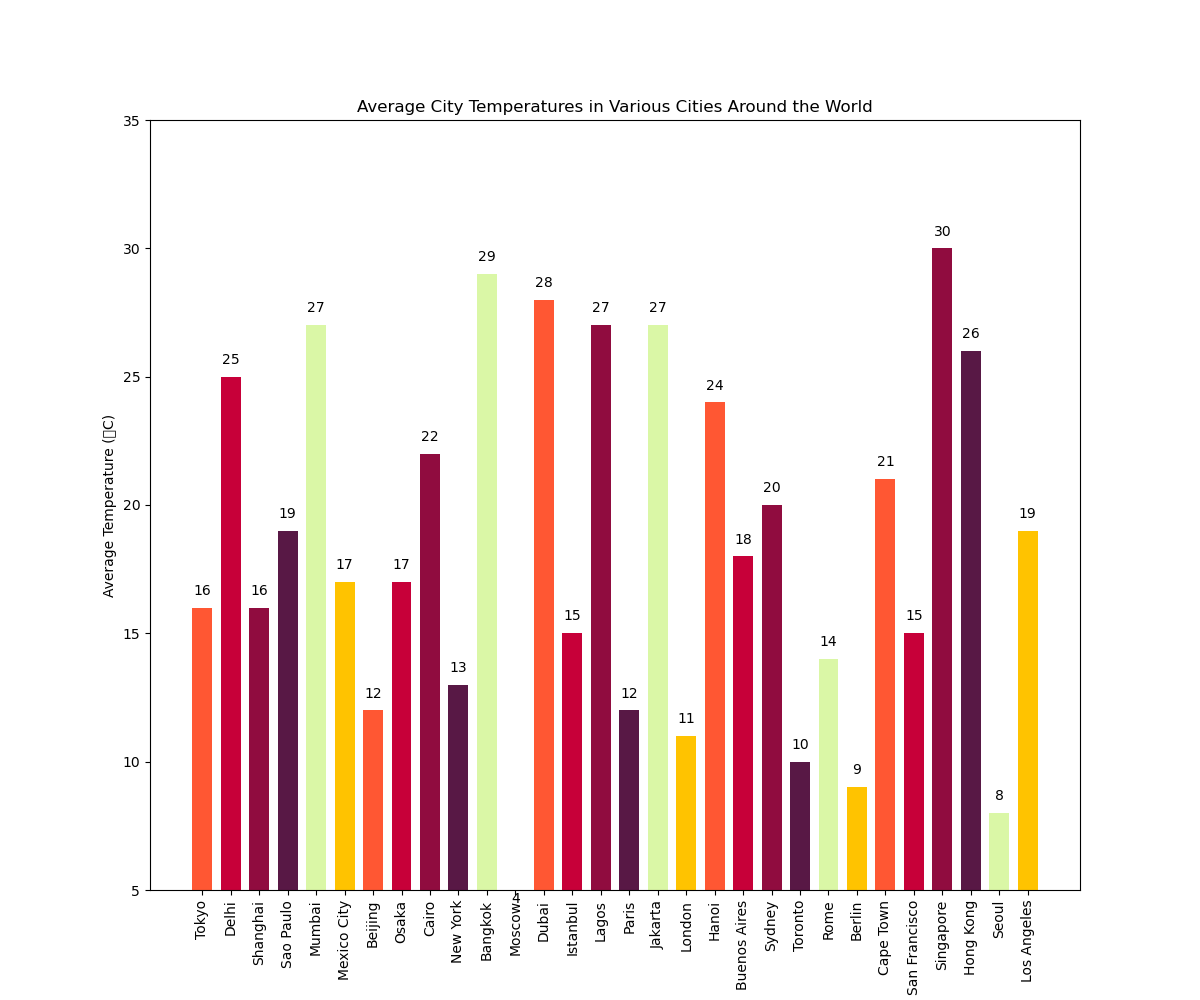 Average City Temperatures in Various Cities Around the World
35
30
25
20
15
10
5
Average Temperature (▯C)
16
25
16
19
27
17
12
17
22
13
29
4
28
15
27
12
27
11
24
18
20
10
14
9
21
15
30
26
8
19
Tokyo
Delhi
Shanghai
Sao Paulo
Mumbai
Mexico City
Beijing
Osaka
Cairo
New York
Bangkok
Moscow
Dubai
Istanbul
Lagos
Paris
Jakarta
London
Hanoi
Buenos Aires
Sydney
Toronto
Rome
Berlin
Cape Town
San Francisco
Singapore
Hong Kong
Seoul
Los Angeles